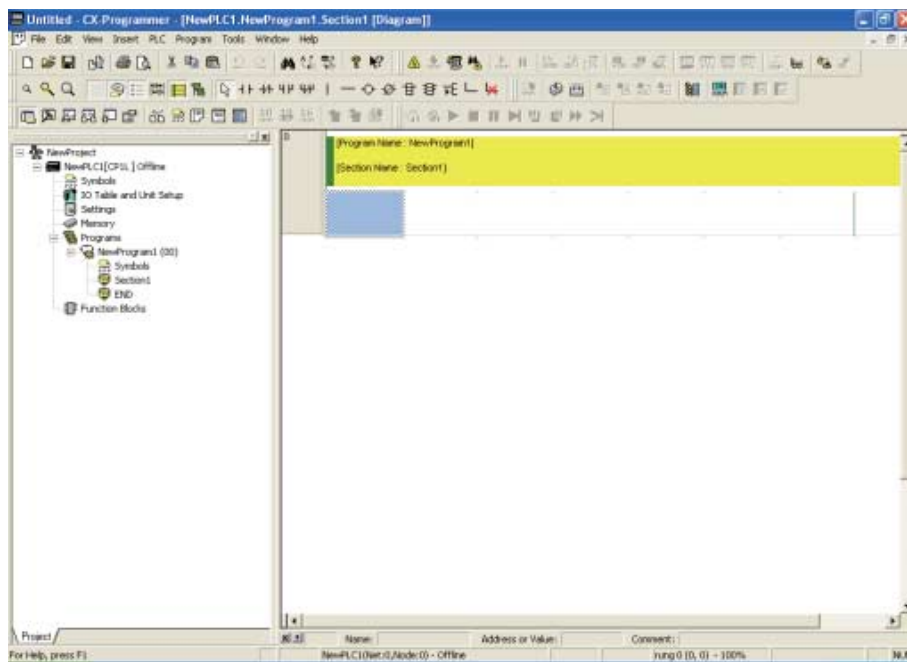 Untitled - CX-Programmer - [NewPLC1.NewProgram1.Section1 [Diagram]]
File Edit View Insert PLC Program Tools Window Help
NewProject
NewPLC1[CP1L] Offline
Symbols
IO Table and Unit Setup
Settings
Memory
Programs
NewProgram1 (00)
Symbols
Section1
END
Function Blocks
Project
0
[Program Name : NewProgram1]
[Section Name : Section1]
Name:
Address or Value:
Comment:
For Help, press F1
NewPLC1(Net:0,Node:0) - Offline
rung 0 (0, 0) - 100%